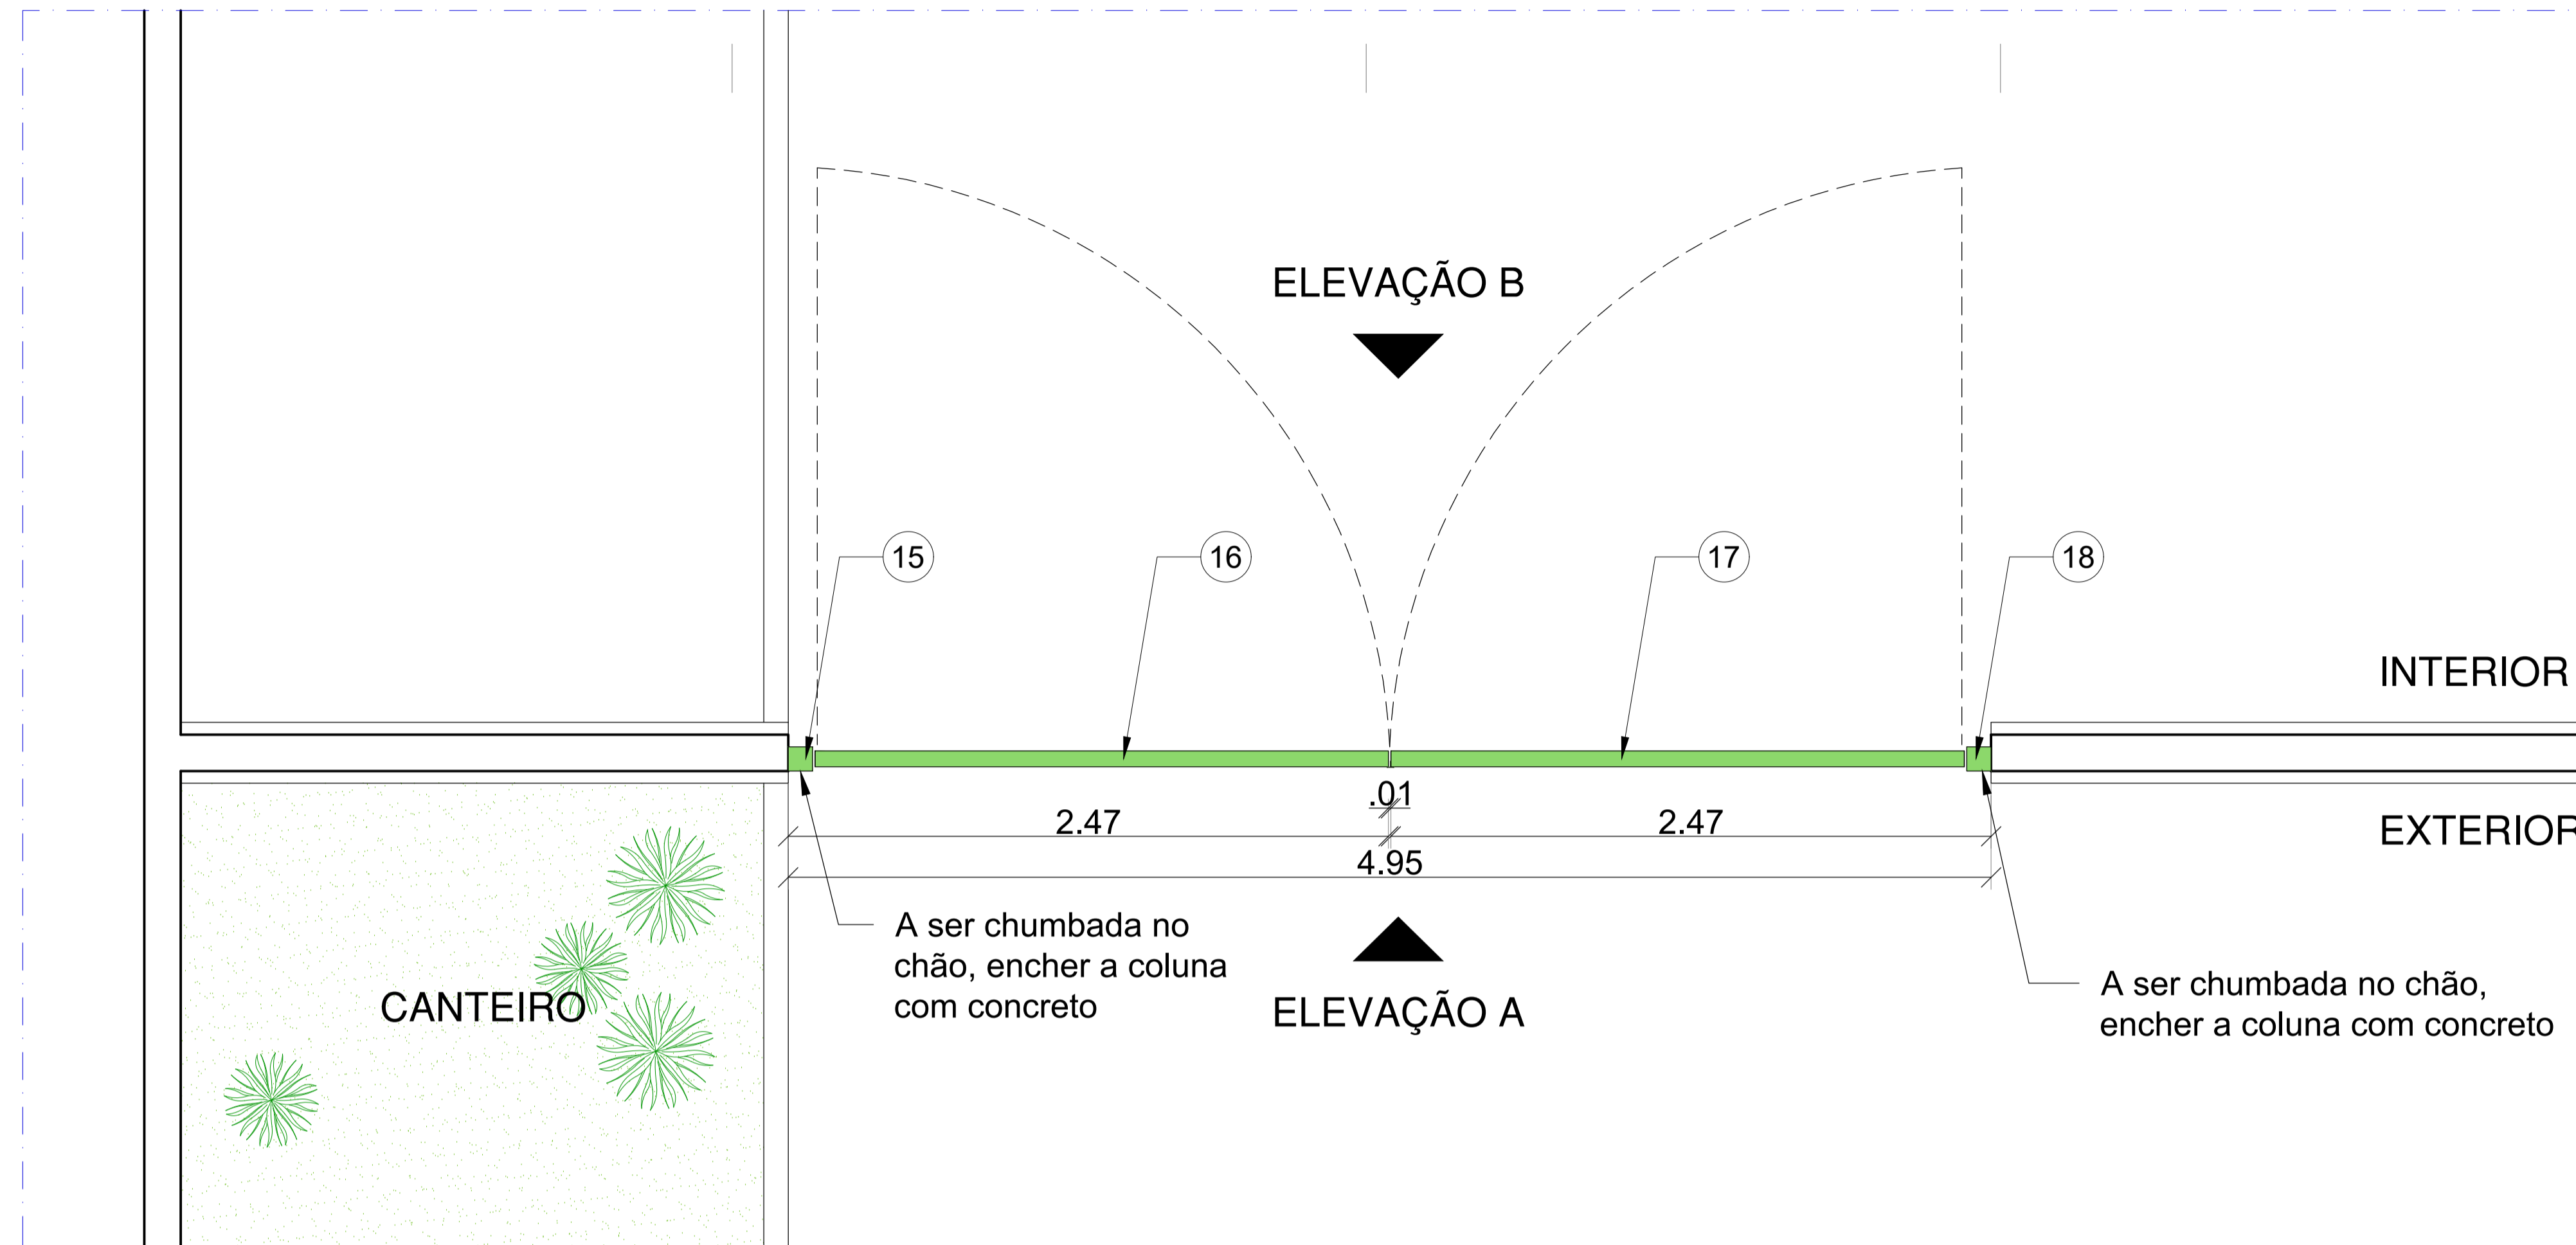 ELEVAÇÃO B
15
16
17
18
INTERIOR
.01
2.47
2.47
EXTERIOR
4.95
A ser chumbada no
chão, encher a coluna
com concreto
CANTEIRO
ELEVAÇÃO A
A ser chumbada no chão,
encher a coluna com concreto